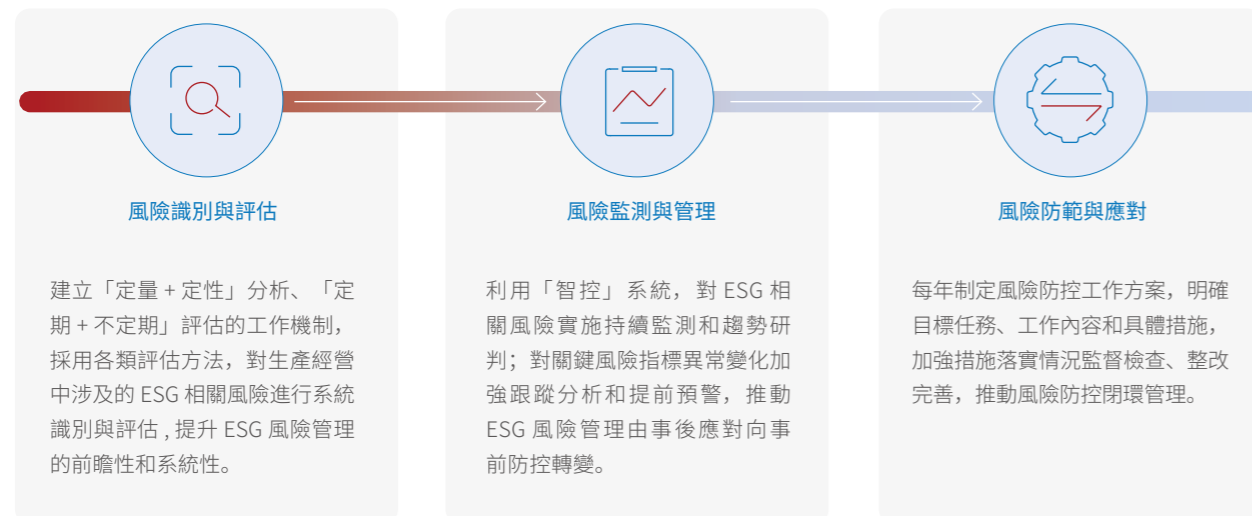 風險識別與評估
建立「定量 + 定性」分析、「定
期 + 不定期」評估的工作機制，
採用各類評估方法，對生產經營
中涉及的 ESG 相關風險進行系統
識別與評估 , 提升 ESG 風險管理
的前瞻性和系統性。
風險監測與管理
利用「智控」系統，對 ESG 相
關風險實施持續監測和趨勢研
判；對關鍵風險指標異常變化加
強跟蹤分析和提前預警，推動
ESG 風險管理由事後應對向事
前防控轉變。
風險防範與應對
每年制定風險防控工作方案，明確
目標任務、工作內容和具體措施，
加強措施落實情況監督檢查、整改
完善，推動風險防控閉環管理。